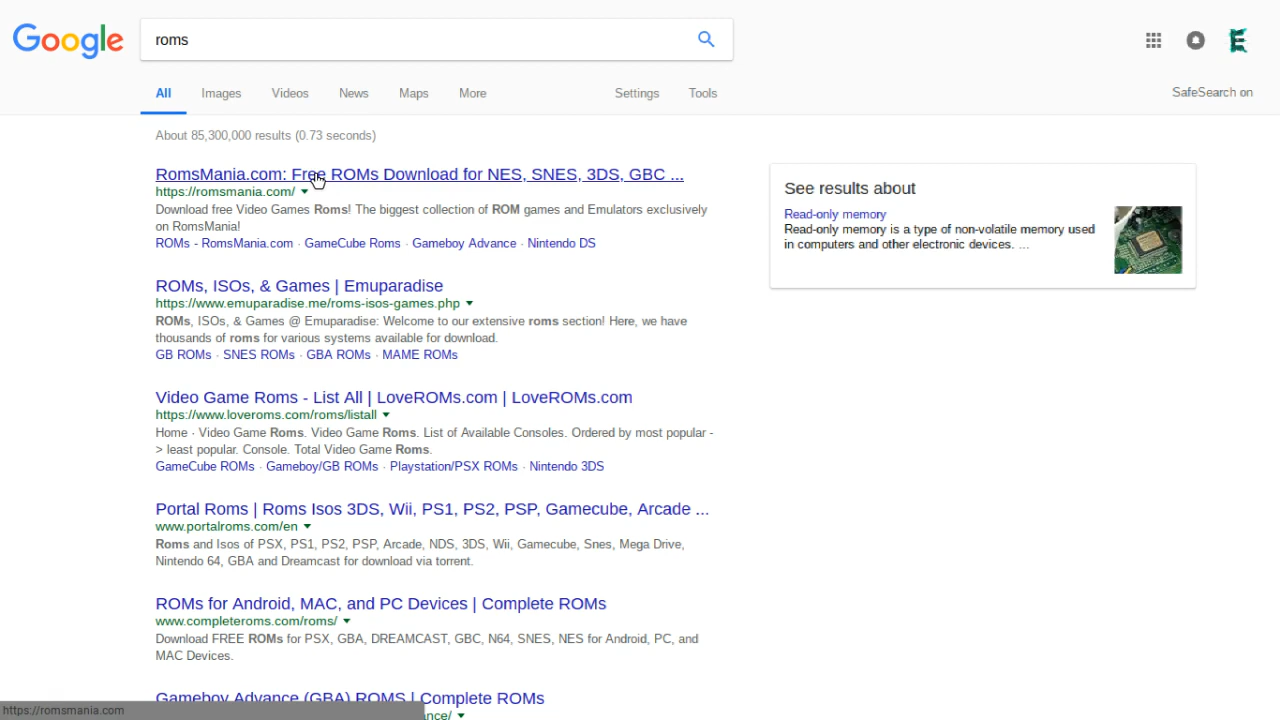 Google
roms
All Images Videos News Maps More Settings Tools
SafeSearch on
About 85,300,000 results (0.73 seconds)
RomsMania.com: Free ROMs Download for NES, SNES, 3DS, GBC ...
https://romsmania.com/
Download free Video Games Roms! The biggest collection of ROM games and Emulators exclusively
on RomsMania!
ROMs - RomsMania.com · GameCube Roms · Gameboy Advance · Nintendo DS
ROMs, ISOs, & Games | Emuparadise
https://www.emuparadise.me/roms-isos-games.php
ROMs, ISOs, & Games @ Emuparadise: Welcome to our extensive roms section! Here, we have
thousands of roms for various systems available for download.
GB ROMs · SNES ROMs · GBA ROMs · MAME ROMs
Video Game Roms - List All | LoveROMs.com | LoveROMs.com
https://www.loveroms.com/roms/listall
Home · Video Game Roms. Video Game Roms. List of Available Consoles. Ordered by most popular -
> least popular. Console. Total Video Game Roms.
GameCube ROMs · Gameboy/GB ROMs · Playstation/PSX ROMs · Nintendo 3DS
Portal Roms | Roms Isos 3DS, Wii, PS1, PS2, PSP, Gamecube, Arcade ...
www.portalroms.com/en
Roms and Isos of PSX, PS1, PS2, PSP, Arcade, NDS, 3DS, Wii, Gamecube, Snes, Mega Drive,
Nintendo 64, GBA and Dreamcast for download via torrent.
ROMs for Android, MAC, and PC Devices | Complete ROMs
www.completeroms.com/roms/
Download FREE ROMs for PSX, GBA, DREAMCAST, GBC, N64, SNES, NES for Android, PC, and
MAC Devices.
Gameboy Advance (GBA) ROMS | Complete ROMs
nce/
https://romsmania.com
See results about
Read-only memory
Read-only memory is a type of non-volatile memory used
in computers and other electronic devices. ...
E